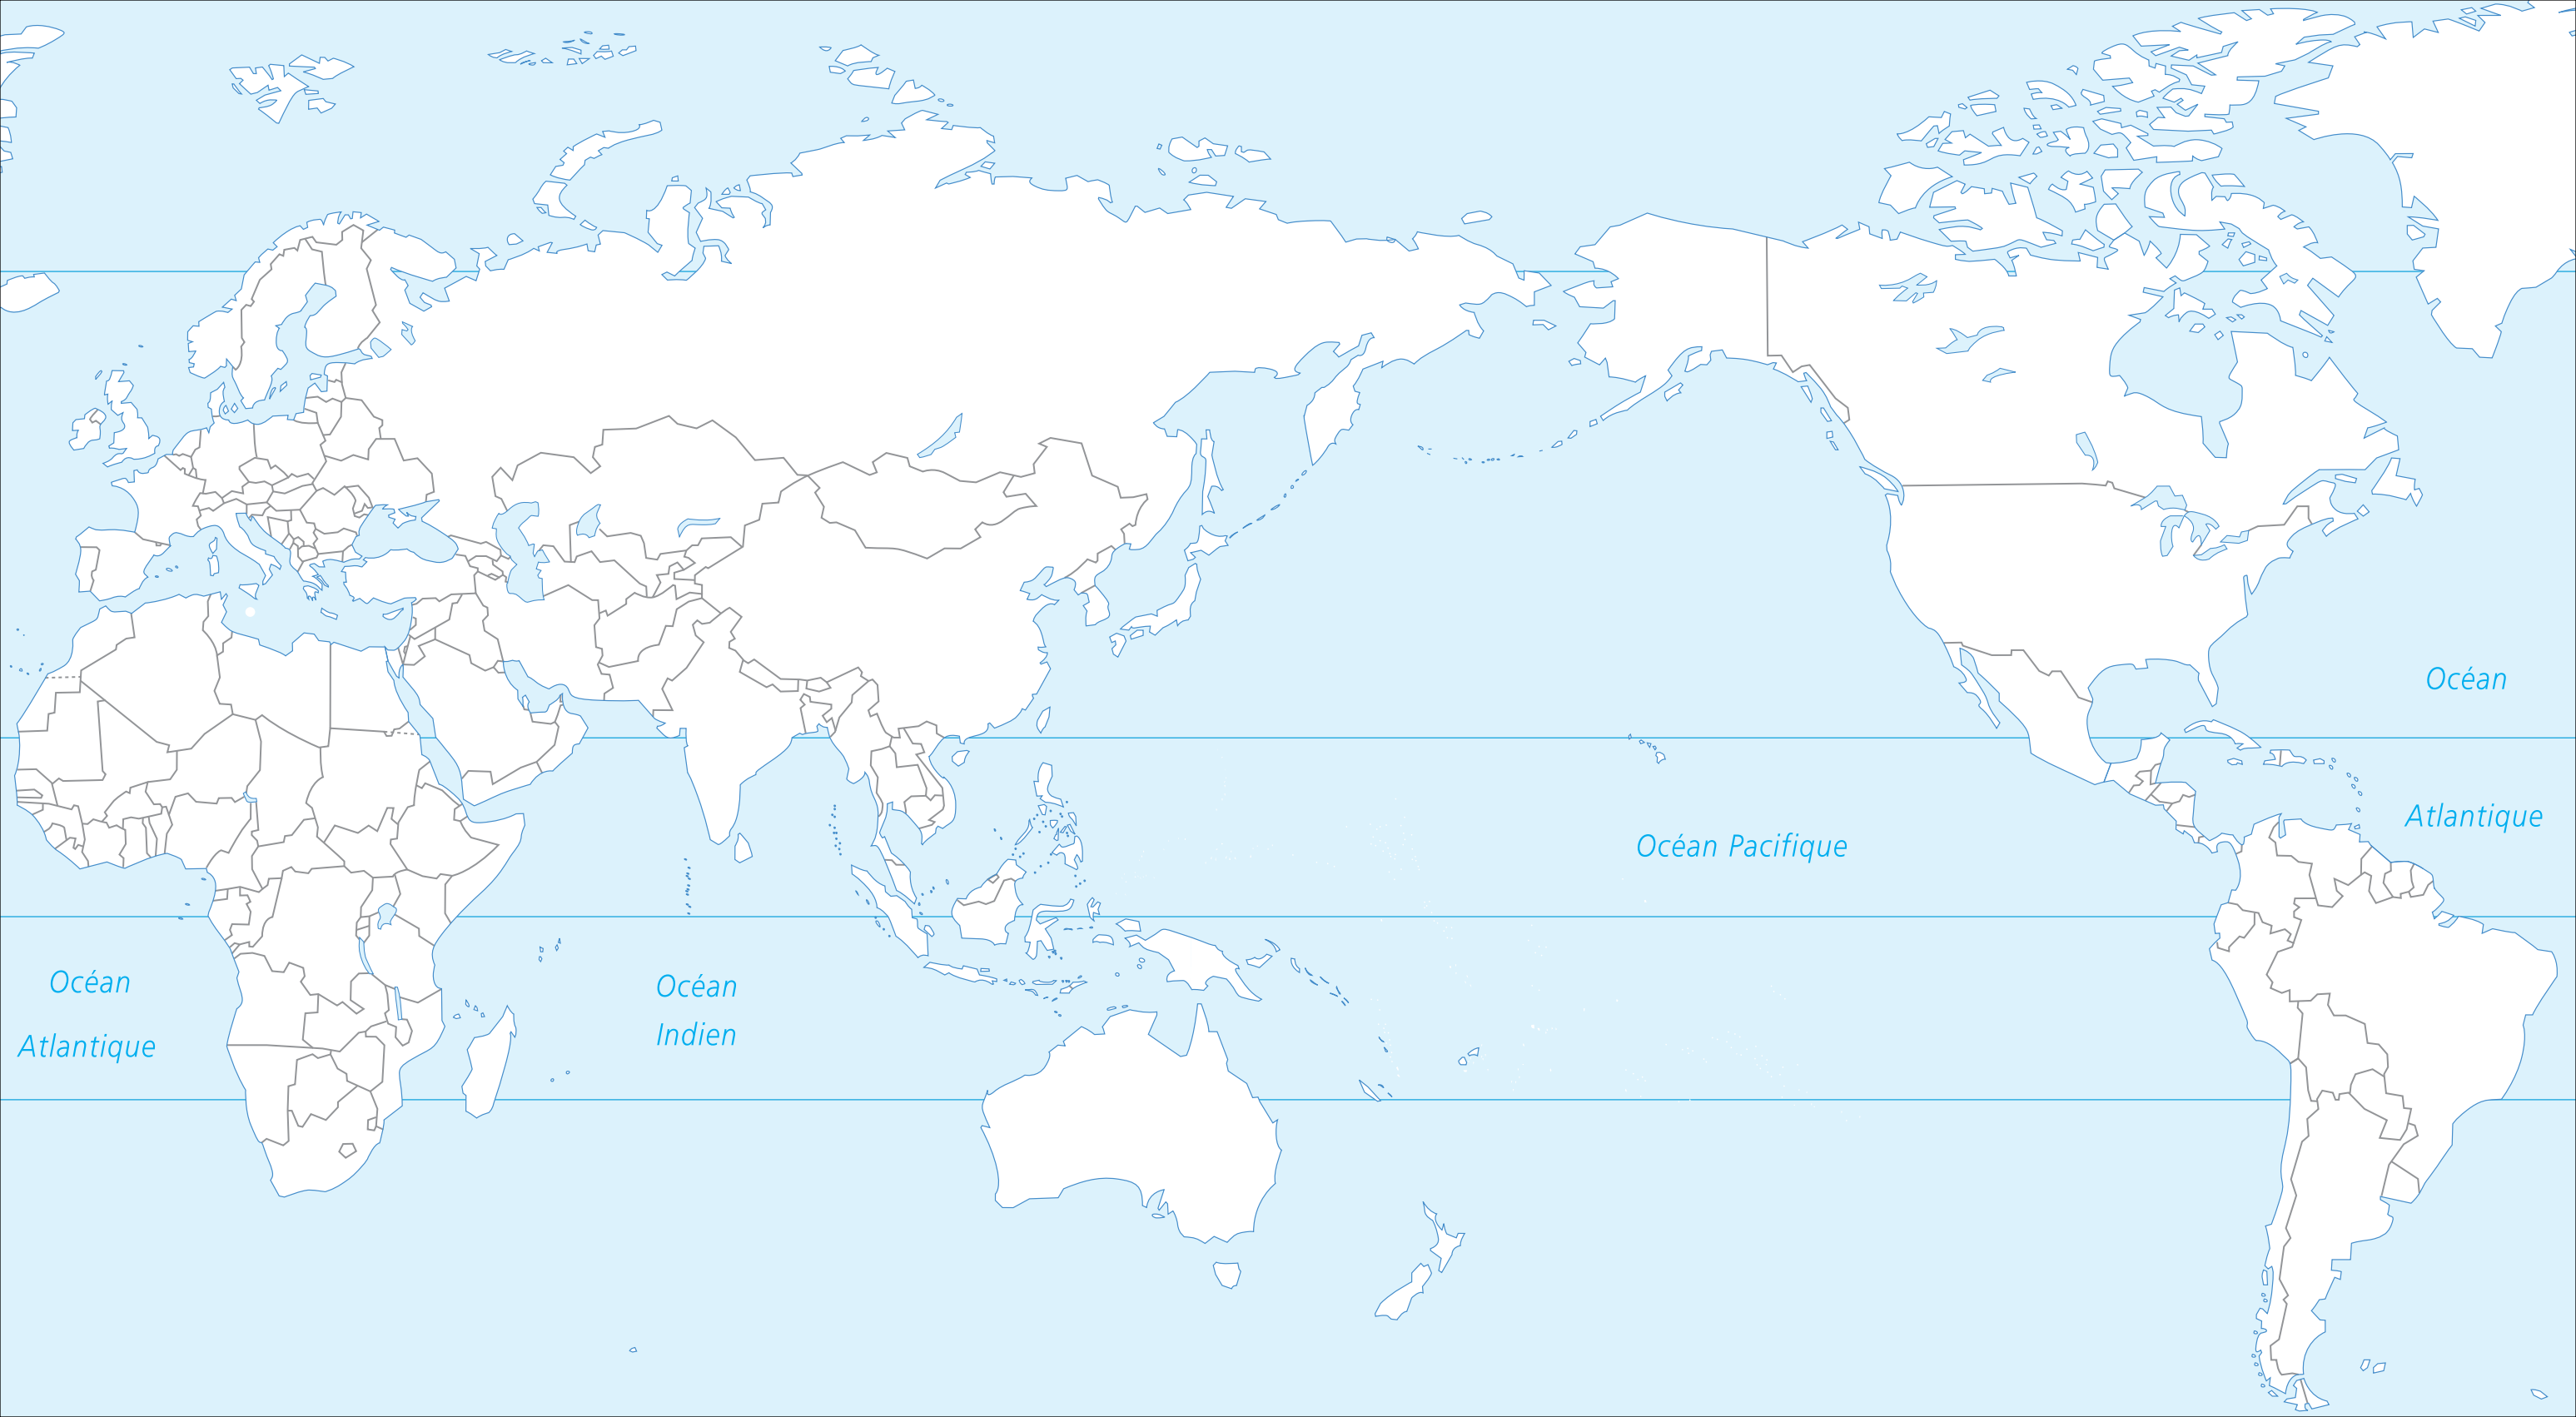 Océan
Atlantique
Océan Pacifique
Océan
Atlantique
Océan
Indien